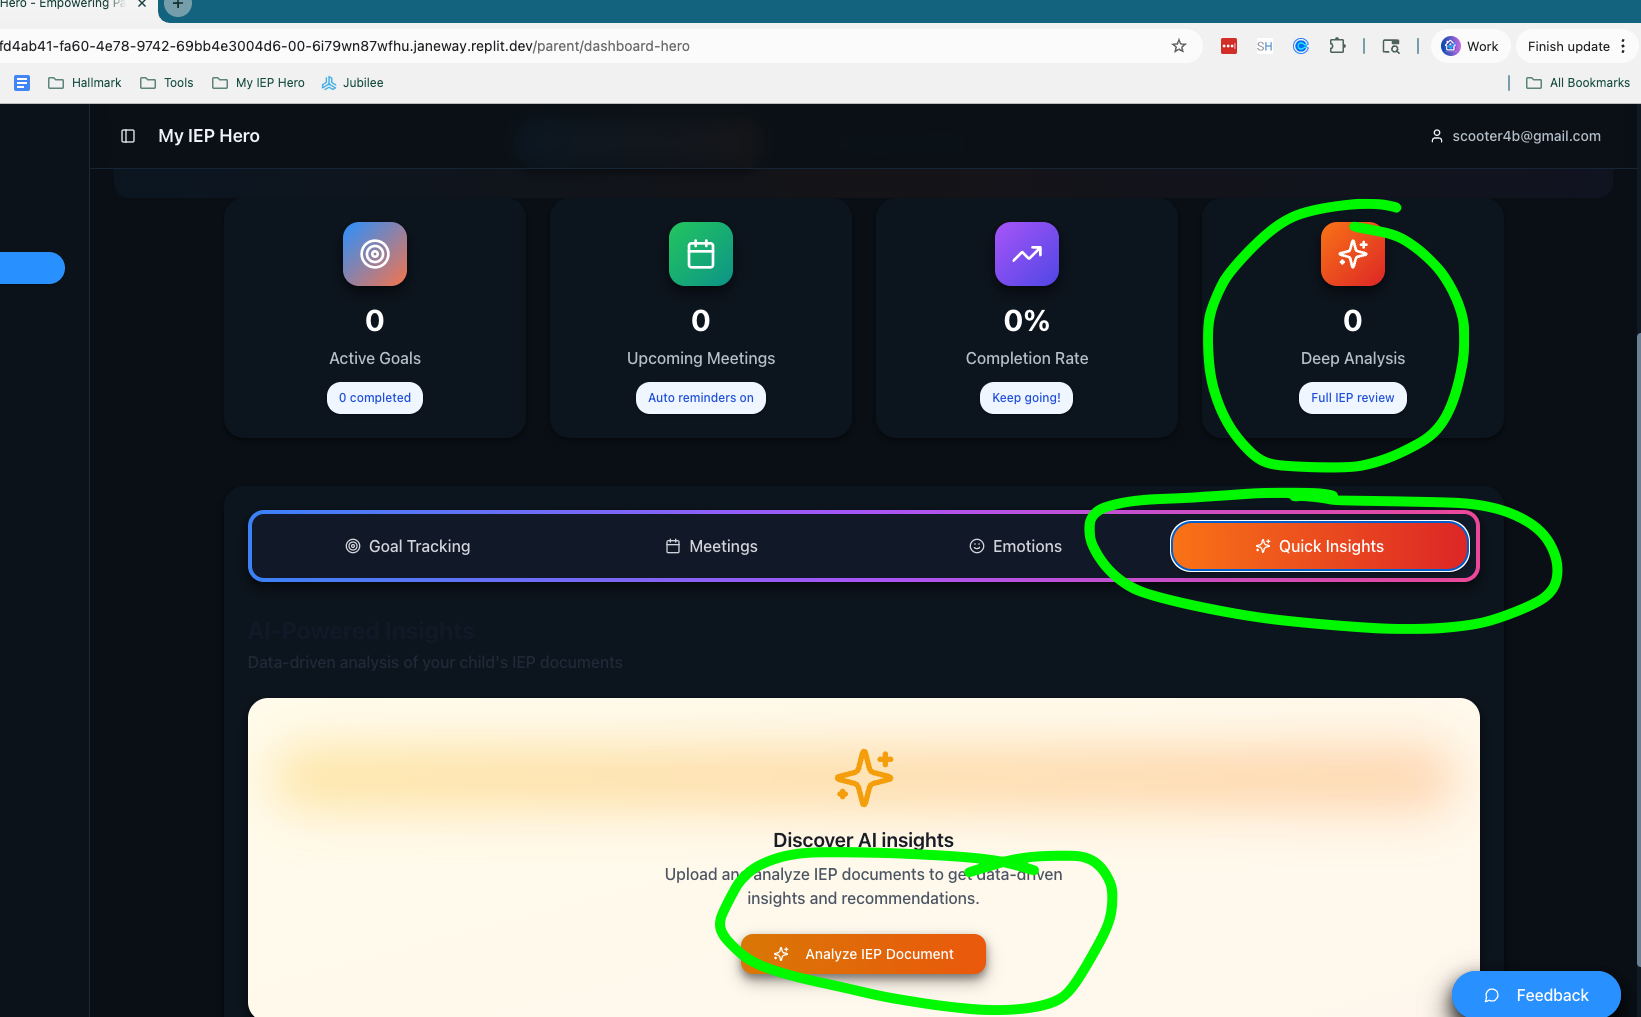 Hero - Empowering Pa
fd4ab41-fa60-4e78-9742-69bb4e3004d6-00-6i79wn87wfhu.janeway.replit.dev/parent/dashboard-hero
SH
Work
Finish update
Hallmark
Tools
My IEP Hero
Jubilee
All Bookmarks
My IEP Hero
scooter4b@gmail.com
0
Active Goals
0 completed
0
Upcoming Meetings
Auto reminders on
0%
Completion Rate
Keep going!
0
Deep Analysis
Full IEP review
Goal Tracking
Meetings
Emotions
Quick Insights
AI-Powered Insights
Data-driven analysis of your child's IEP documents
Discover AI insights
Upload and analyze IEP documents to get data-driven
insights and recommendations.
Analyze IEP Document
Feedback